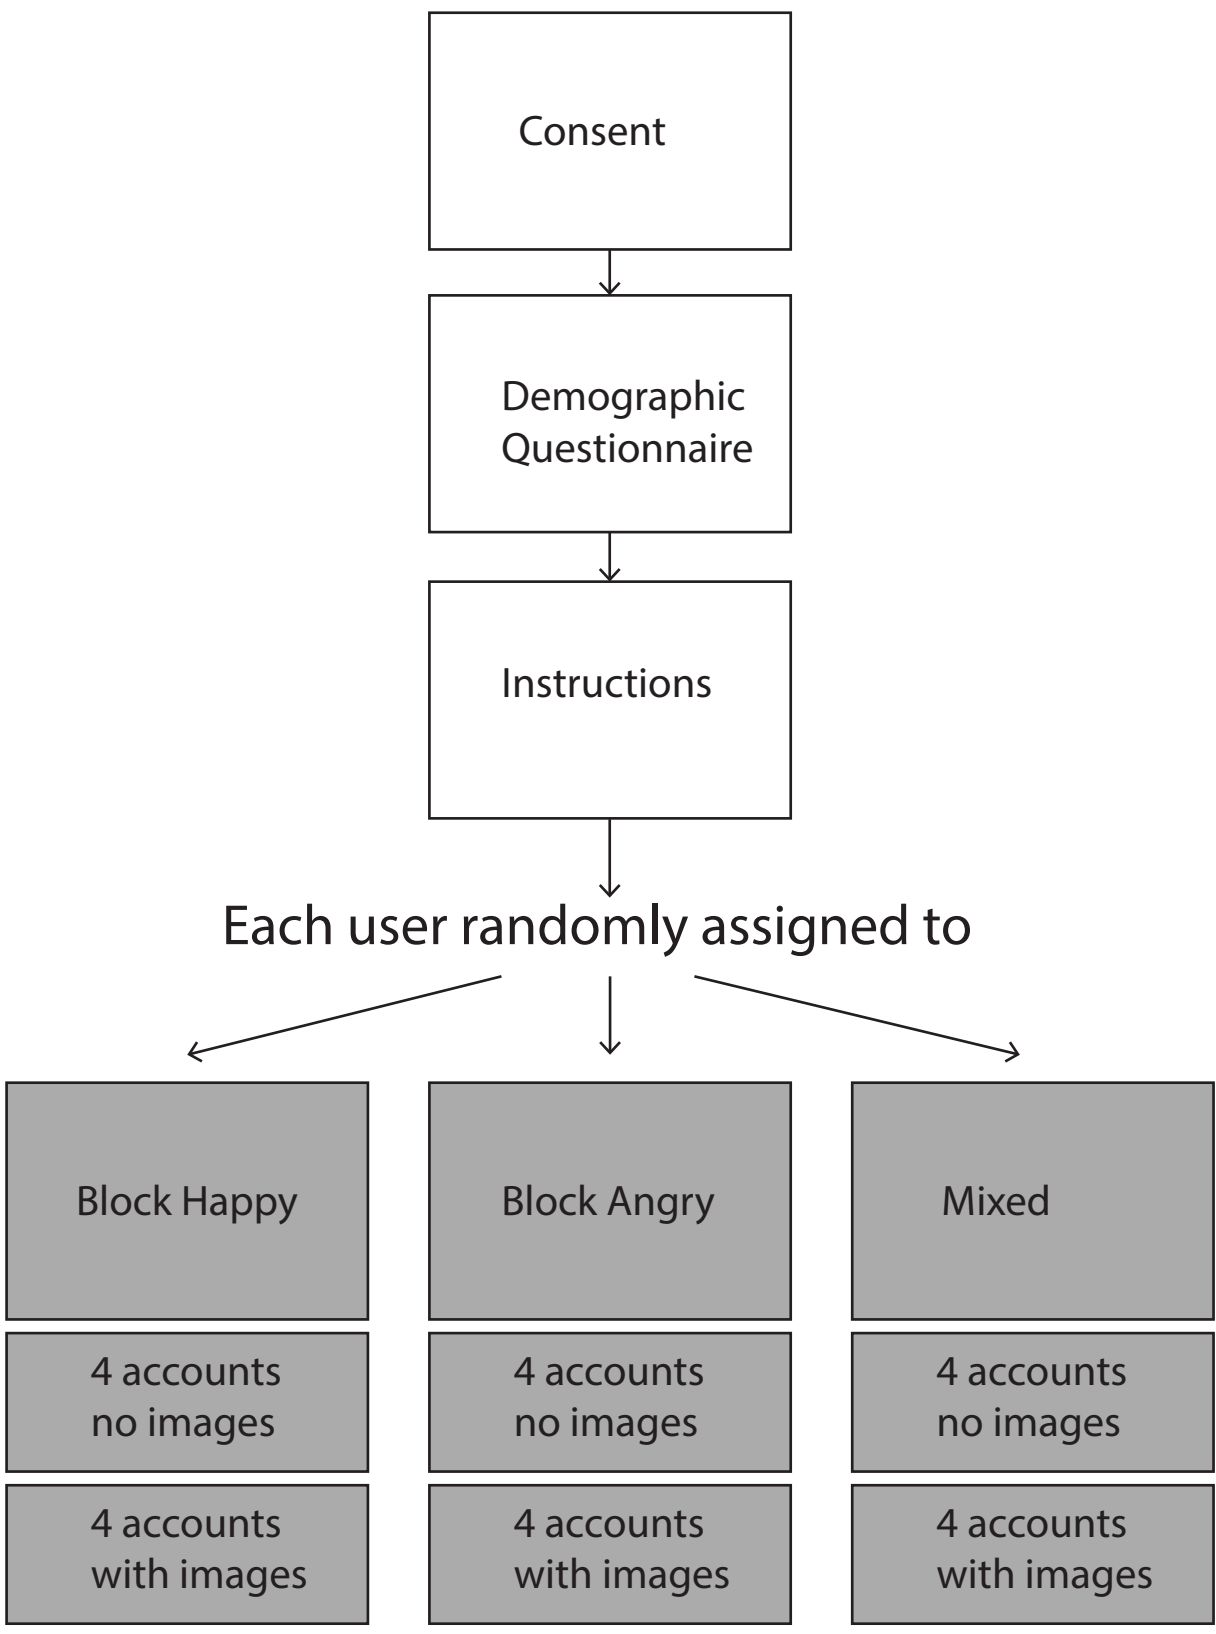 Consent
Demographic
Questionnaire
Instructions
Each user randomly assigned to
Block Happy
Block Angry
Mixed
4 accounts
no images
4 accounts
no images
4 accounts
no images
4 accounts
with images
4 accounts
with images
4 accounts
with images